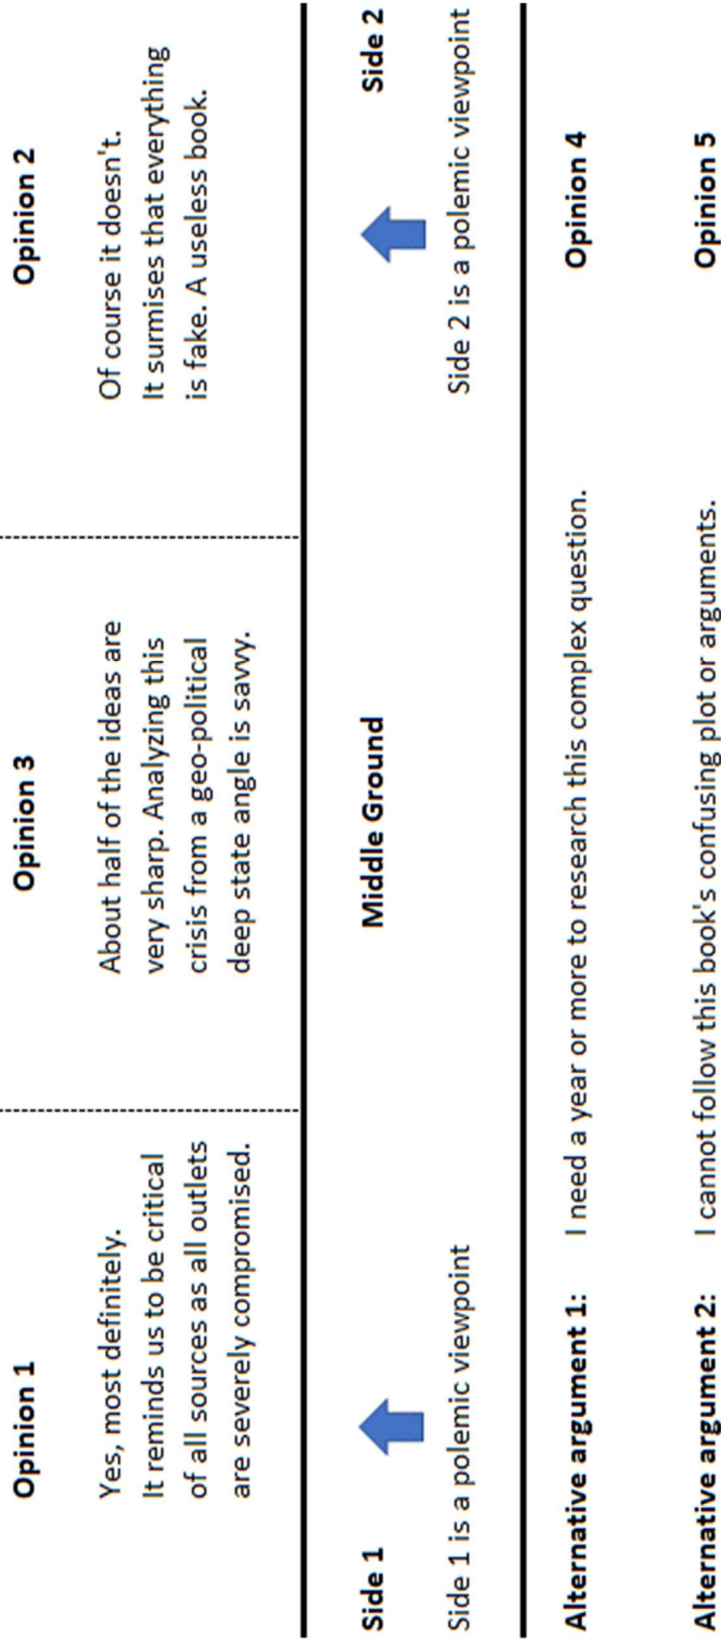 Opinion 1
Yes, most definitely.
It reminds us to be critical
of all sources as all outlets
are severely compromised.
Opinion 3
About half of the ideas are
very sharp. Analyzing this
crisis from a geo-political
deep state angle is savvy.
Opinion 2
Of course it doesn't.
It surmises that everything
is fake. A useless book.
Side 1
Middle Ground
Side 2
Side 1 is a polemic viewpoint
Side 2 is a polemic viewpoint
Alternative argument 1: I need a year or more to research this complex question. Opinion 4
Alternative argument 2: I cannot follow this book's confusing plot or arguments. Opinion 5